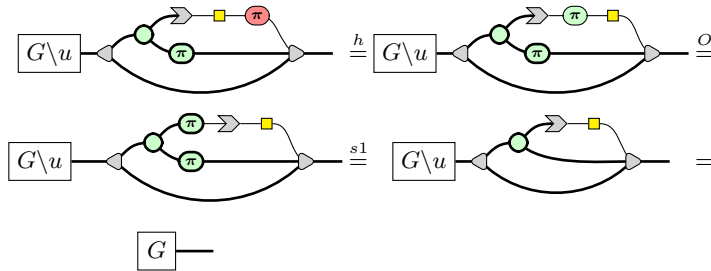 π
G\u π h = G\u π π O =
π
G\u π s1 = G\u =
G